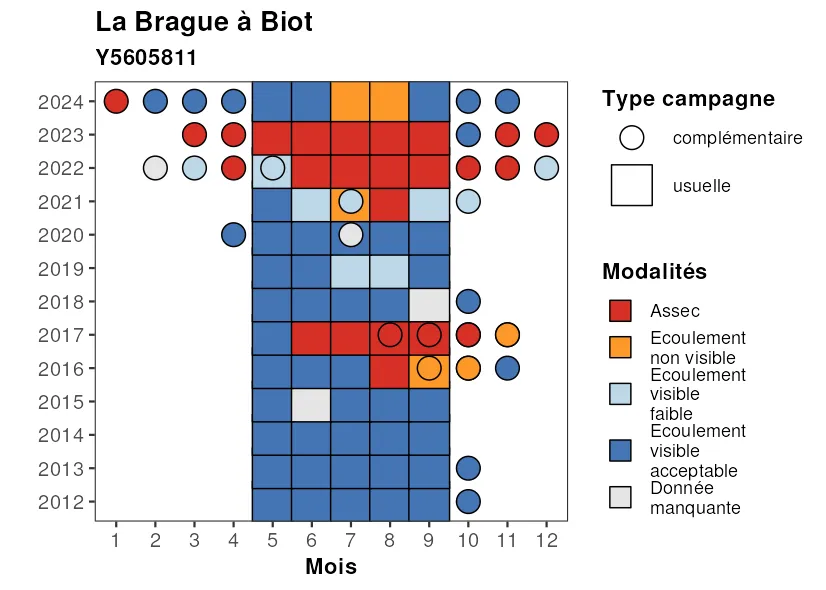 La Brague à Biot
Y5605811
2024
2023
2022
2021
2020
2019
2018
2017
2016
2015
2014
2013
2012
1 2 3 4 5 6 7 8 9 10 11 12
Mois
Type campagne
complémentaire
usuelle
Modalités
Assec
Ecoulement
non visible
Ecoulement
visible
faible
Ecoulement
visible
acceptable
Donnée
manquante